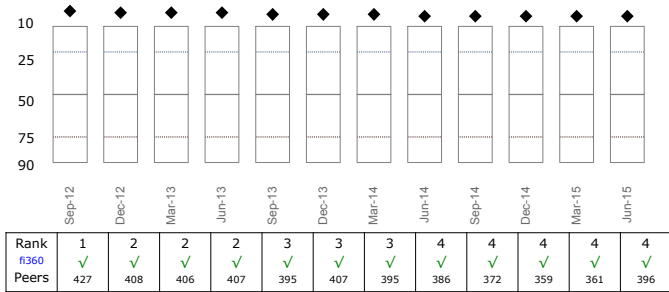 10
25
50
75
90
Sep-12 Dec-12 Mar-13 Jun-13 Sep-13 Dec-13 Mar-14 Jun-14 Sep-14 Dec-14 Mar-15 Jun-15
Rank 1 2 2 2 3 3 3 4 4 4 4 4
fi360 √ √ √ √ √ √ √ √ √ √ √ √
Peers 427 408 406 407 395 407 395 386 372 359 361 396